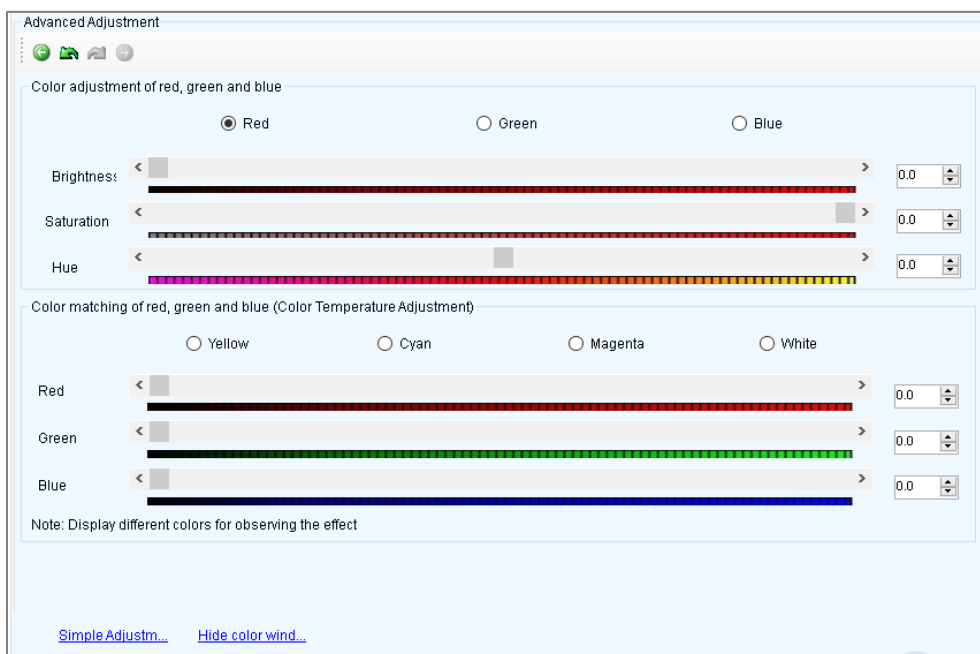 Advanced Adjustment
Color adjustment of red, green and blue
Red Green Blue
Brightness 0.0
Saturation 0.0
Hue 0.0
Color matching of red, green and blue (Color Temperature Adjustment)
Yellow Cyan Magenta White
Red 0.0
Green 0.0
Blue 0.0
Note: Display different colors for observing the effect
Simple Adjustm... Hide color wind...